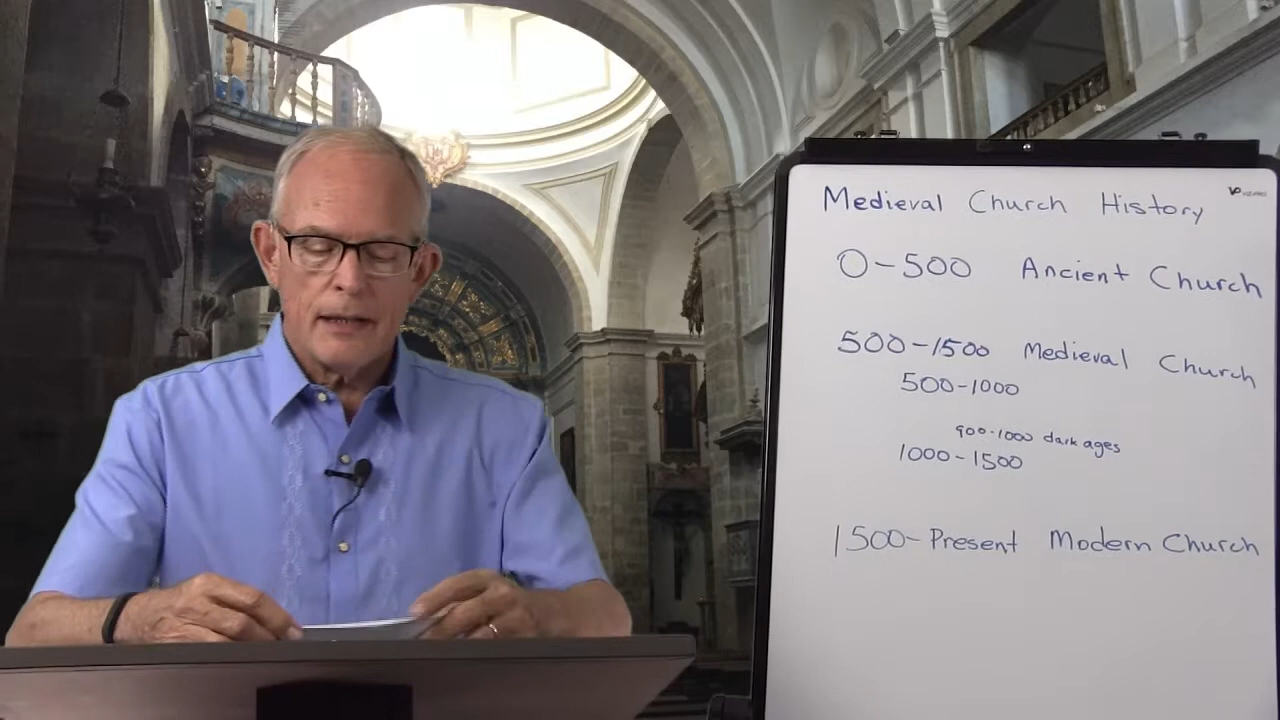 Medieval Church History
0-500 Ancient Church
500-1500 Medieval Church
500-1000
900-1000 dark ages
1000-1500
1500-Present Modern Church